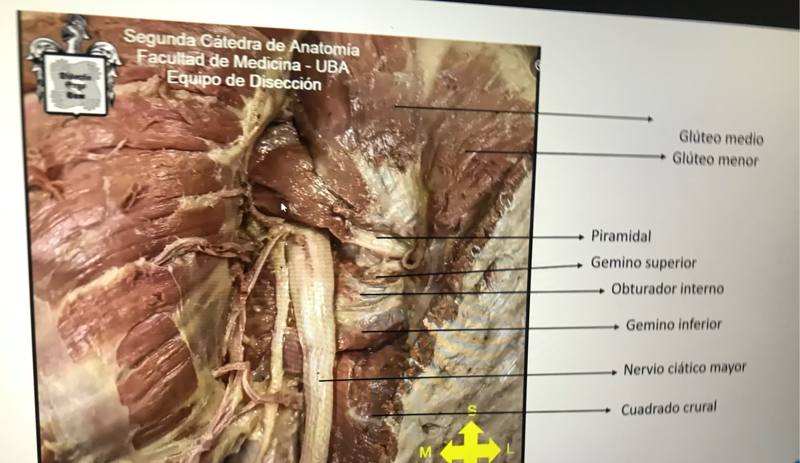 Segunda Cátedra de Anatomía
Facultad de Medicina - UBA
Equipo de Disección
Glúteo medio
Glúteo menor
Piramidal
Gemino superior
Obturador interno
Gemino inferior
Nervio ciático mayor
Cuadrado crural
S
M L